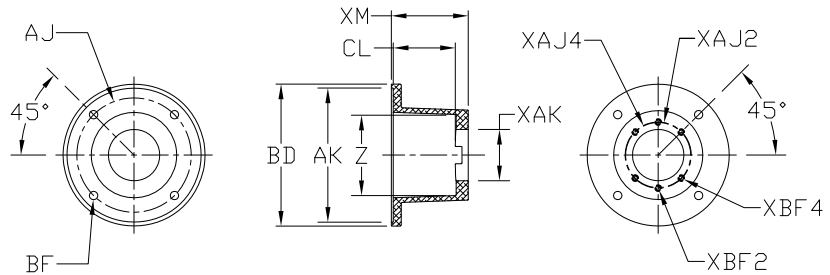 AJ
45°
BF
XM
CL
BD
AK
Z
XAK
XAJ4
XAJ2
45°
XBF4
XBF2